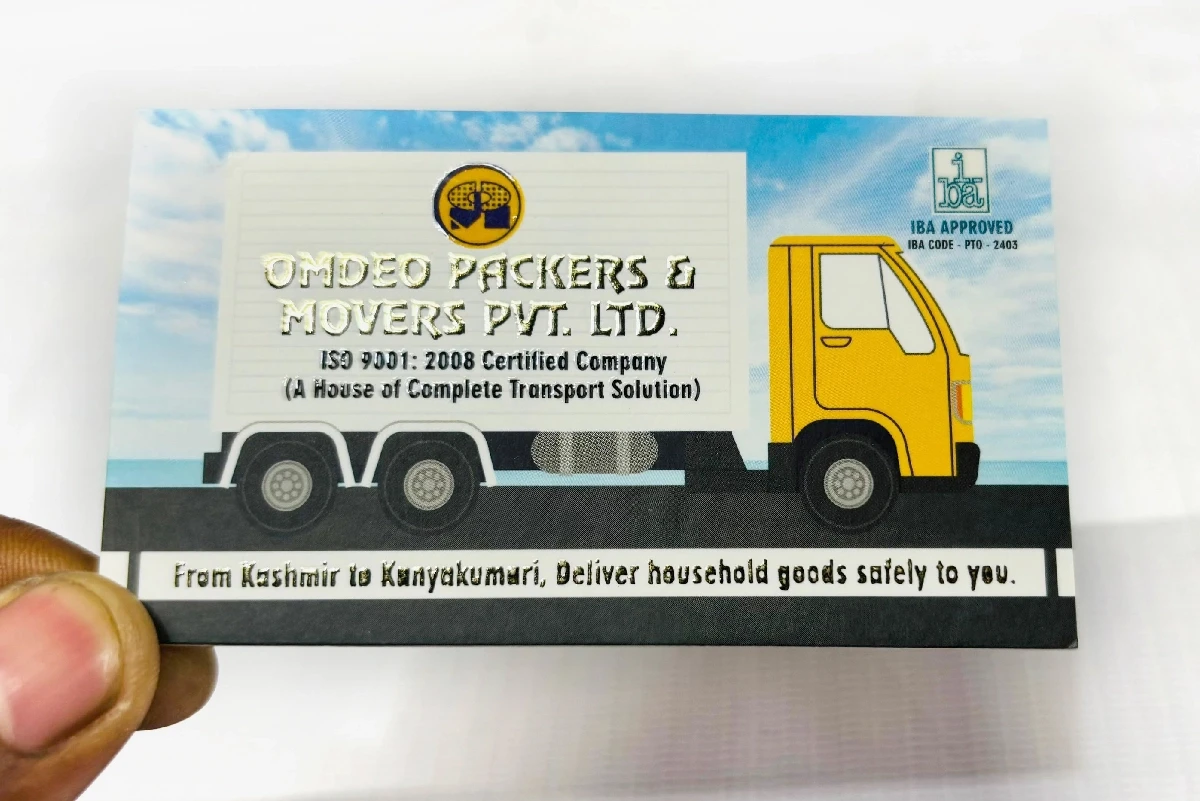 iba
IBA APPROVED
IBA CODE - PTO - 2403
OMDEO PACKERS &
MOVERS PVT. LTD.
ISO 9001: 2008 Certified Company
(A House of Complete Transport Solution)
From Kashmir to Kanyakumari, Deliver household goods safely to you.